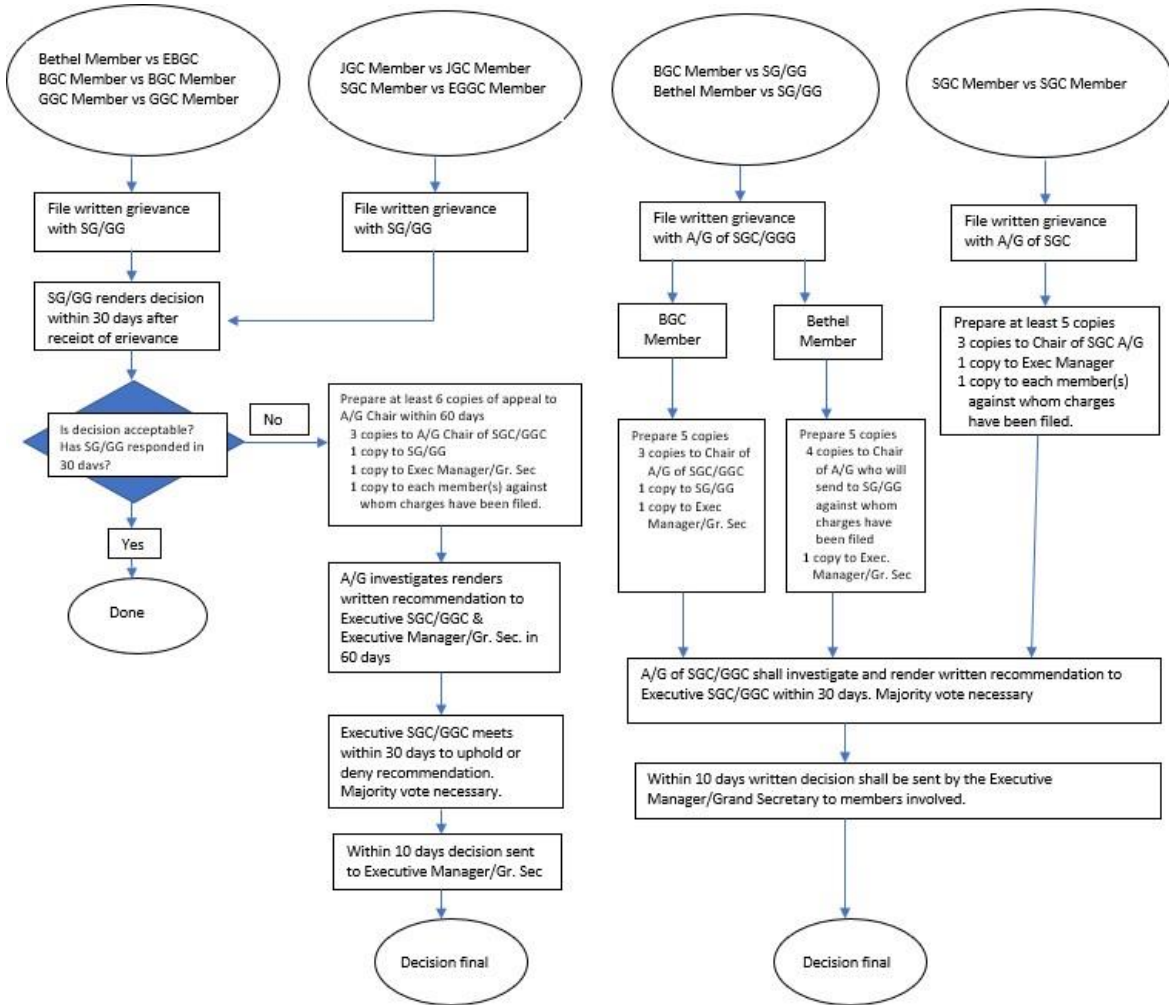 Bethel Member vs EBGC
BGC Member vs BGC Member
GGC Member vs GGC Member
JGC Member vs JGC Member
SGC Member vs EGGC Member
BGC Member vs SG/GG
Bethel Member vs SG/GG
SGC Member vs SGC Member
File written grievance
with SG/GG
File written grievance
with SG/GG
File written grievance
with A/G of SGC/GGG
File written grievance
with A/G of SGC
SG/GG renders decision
within 30 days after
receipt of grievance
BGC
Member
Bethel
Member
Prepare at least 5 copies
3 copies to Chair of SGC A/G
1 copy to Exec Manager
1 copy to each member(s)
against whom charges
have been filed.
Is decision acceptable?
Has SG/GG responded in
30 days?
No
Prepare at least 6 copies of appeal to
A/G Chair within 60 days
3 copies to A/G Chair of SGC/GGC
1 copy to SG/GG
1 copy to Exec Manager/Gr. Sec
1 copy to each member(s) against
whom charges have been filed.
Prepare 5 copies
3 copies to Chair of
A/G of SGC/GGC
1 copy to SG/GG
1 copy to Exec
Manager/Gr. Sec
Prepare 5 copies
4 copies to Chair
of A/G who will
send to SG/GG
against whom
charges have
been filed
1 copy to Exec.
Manager/Gr. Sec
Yes
Done
A/G investigates renders
written recommendation to
Executive SGC/GGC &
Executive Manager/Gr. Sec. in
60 days
A/G of SGC/GGC shall investigate and render written recommendation to
Executive SGC/GGC within 30 days. Majority vote necessary
Executive SGC/GGC meets
within 30 days to uphold or
deny recommendation.
Majority vote necessary.
Within 10 days written decision shall be sent by the Executive
Manager/Grand Secretary to members involved.
Within 10 days decision sent
to Executive Manager/Gr. Sec
Decision final
Decision final